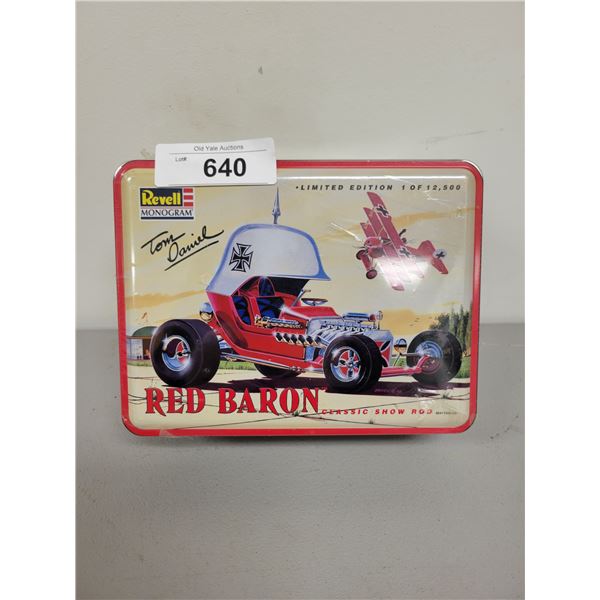 Old Yale Auctions
Lot# 640
•LIMITED EDITION 1 OF 12,500
Revell
MONOGRAM
Tom
Daniel
RED BARON
CLASSIC SHOW ROD